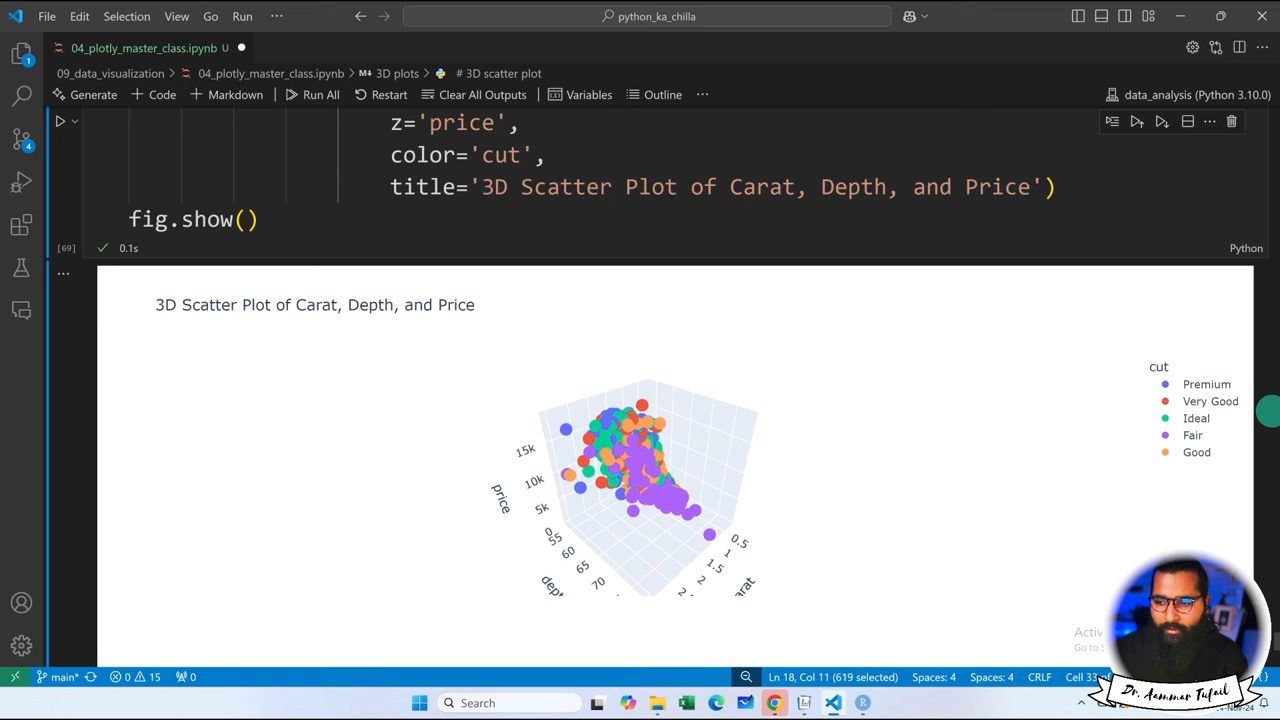 File Edit Selection View Go Run ··· python_ka_chilla
04_plotly_master_class.ipynb U
09_data_visualization > 04_plotly_master_class.ipynb > M↓ 3D plots > # 3D scatter plot
Generate + Code + Markdown Run All Restart Clear All Outputs Variables Outline ··· data_analysis (Python 3.10.0)
z='price',
color='cut',
title='3D Scatter Plot of Carat, Depth, and Price')
fig.show()
[69] 0.1s Python
3D Scatter Plot of Carat, Depth, and Price
cut
Premium
Very Good
Ideal
Fair
Good
15k
10k
5k
0
price
55
60
65
70
0.5
1
1.5
2
main* 0 15 0 Ln 18, Col 11 (619 selected) Spaces: 4 Spaces: 4 CRLF
Search
Dr. Aammar Tufail